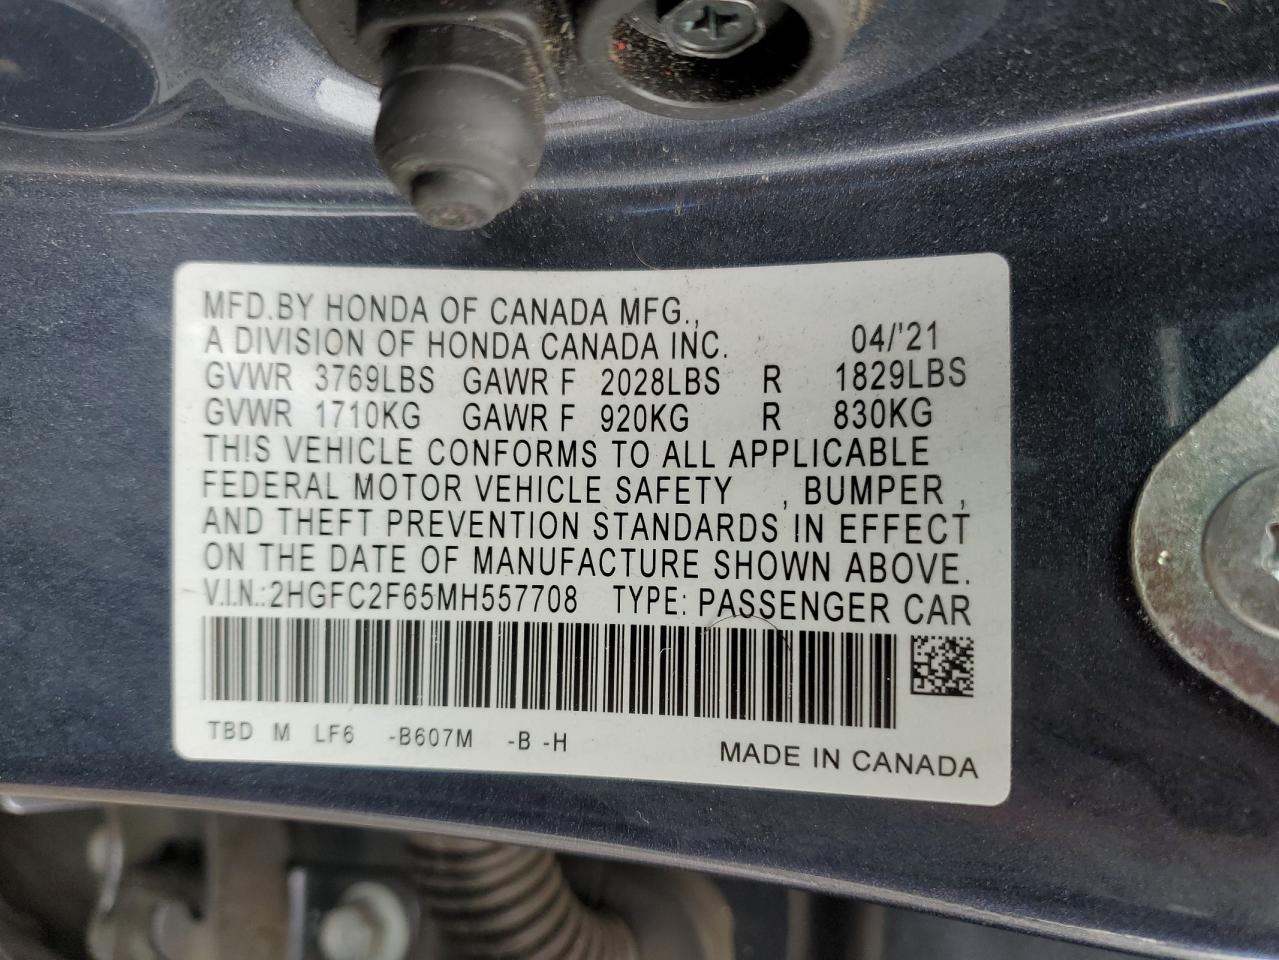 MFD.BY HONDA OF CANADA MFG.,
A DIVISION OF HONDA CANADA INC. 04/'21
GVWR 3769LBS GAWR F 2028LBS R 1829LBS
GVWR 1710KG GAWR F 920KG R 830KG
THIS VEHICLE CONFORMS TO ALL APPLICABLE
FEDERAL MOTOR VEHICLE SAFETY , BUMPER ,
AND THEFT PREVENTION STANDARDS IN EFFECT
ON THE DATE OF MANUFACTURE SHOWN ABOVE.
V.I.N.:2HGFC2F65MH557708 TYPE: PASSENGER CAR
TBD M LF6 -B607M -B -H
MADE IN CANADA